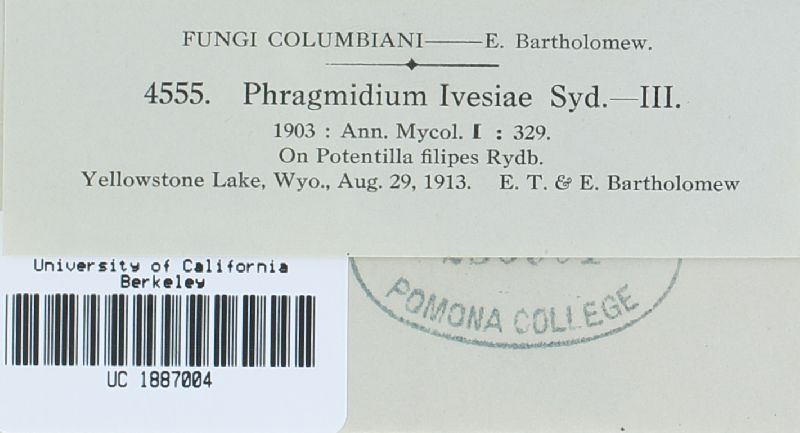 FUNGI COLUMBIANI——E. Bartholomew.
4555. Phragmidium Ivesiae Syd.—III.
1903 : Ann. Mycol. I : 329.
On Potentilla filipes Rydb.
Yellowstone Lake, Wyo., Aug. 29, 1913. E. T. & E. Bartholomew
University of California
Berkeley
UC 1887004
POMONA COLLEGE